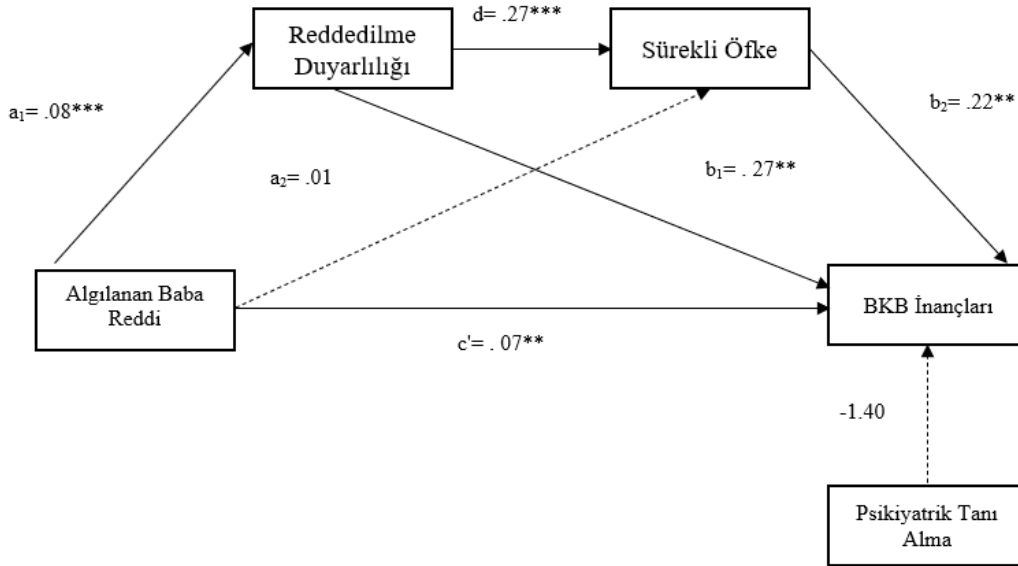 d= .27***
Reddedilme
Duyarlılığı
Sürekli Öfke
a₁= .08***
b₂= .22**
a₂= .01
b₁= . 27**
Algılanan Baba
Reddi
BKB İnançları
c'= . 07**
-1.40
Psikiyatrik Tanı
Alma